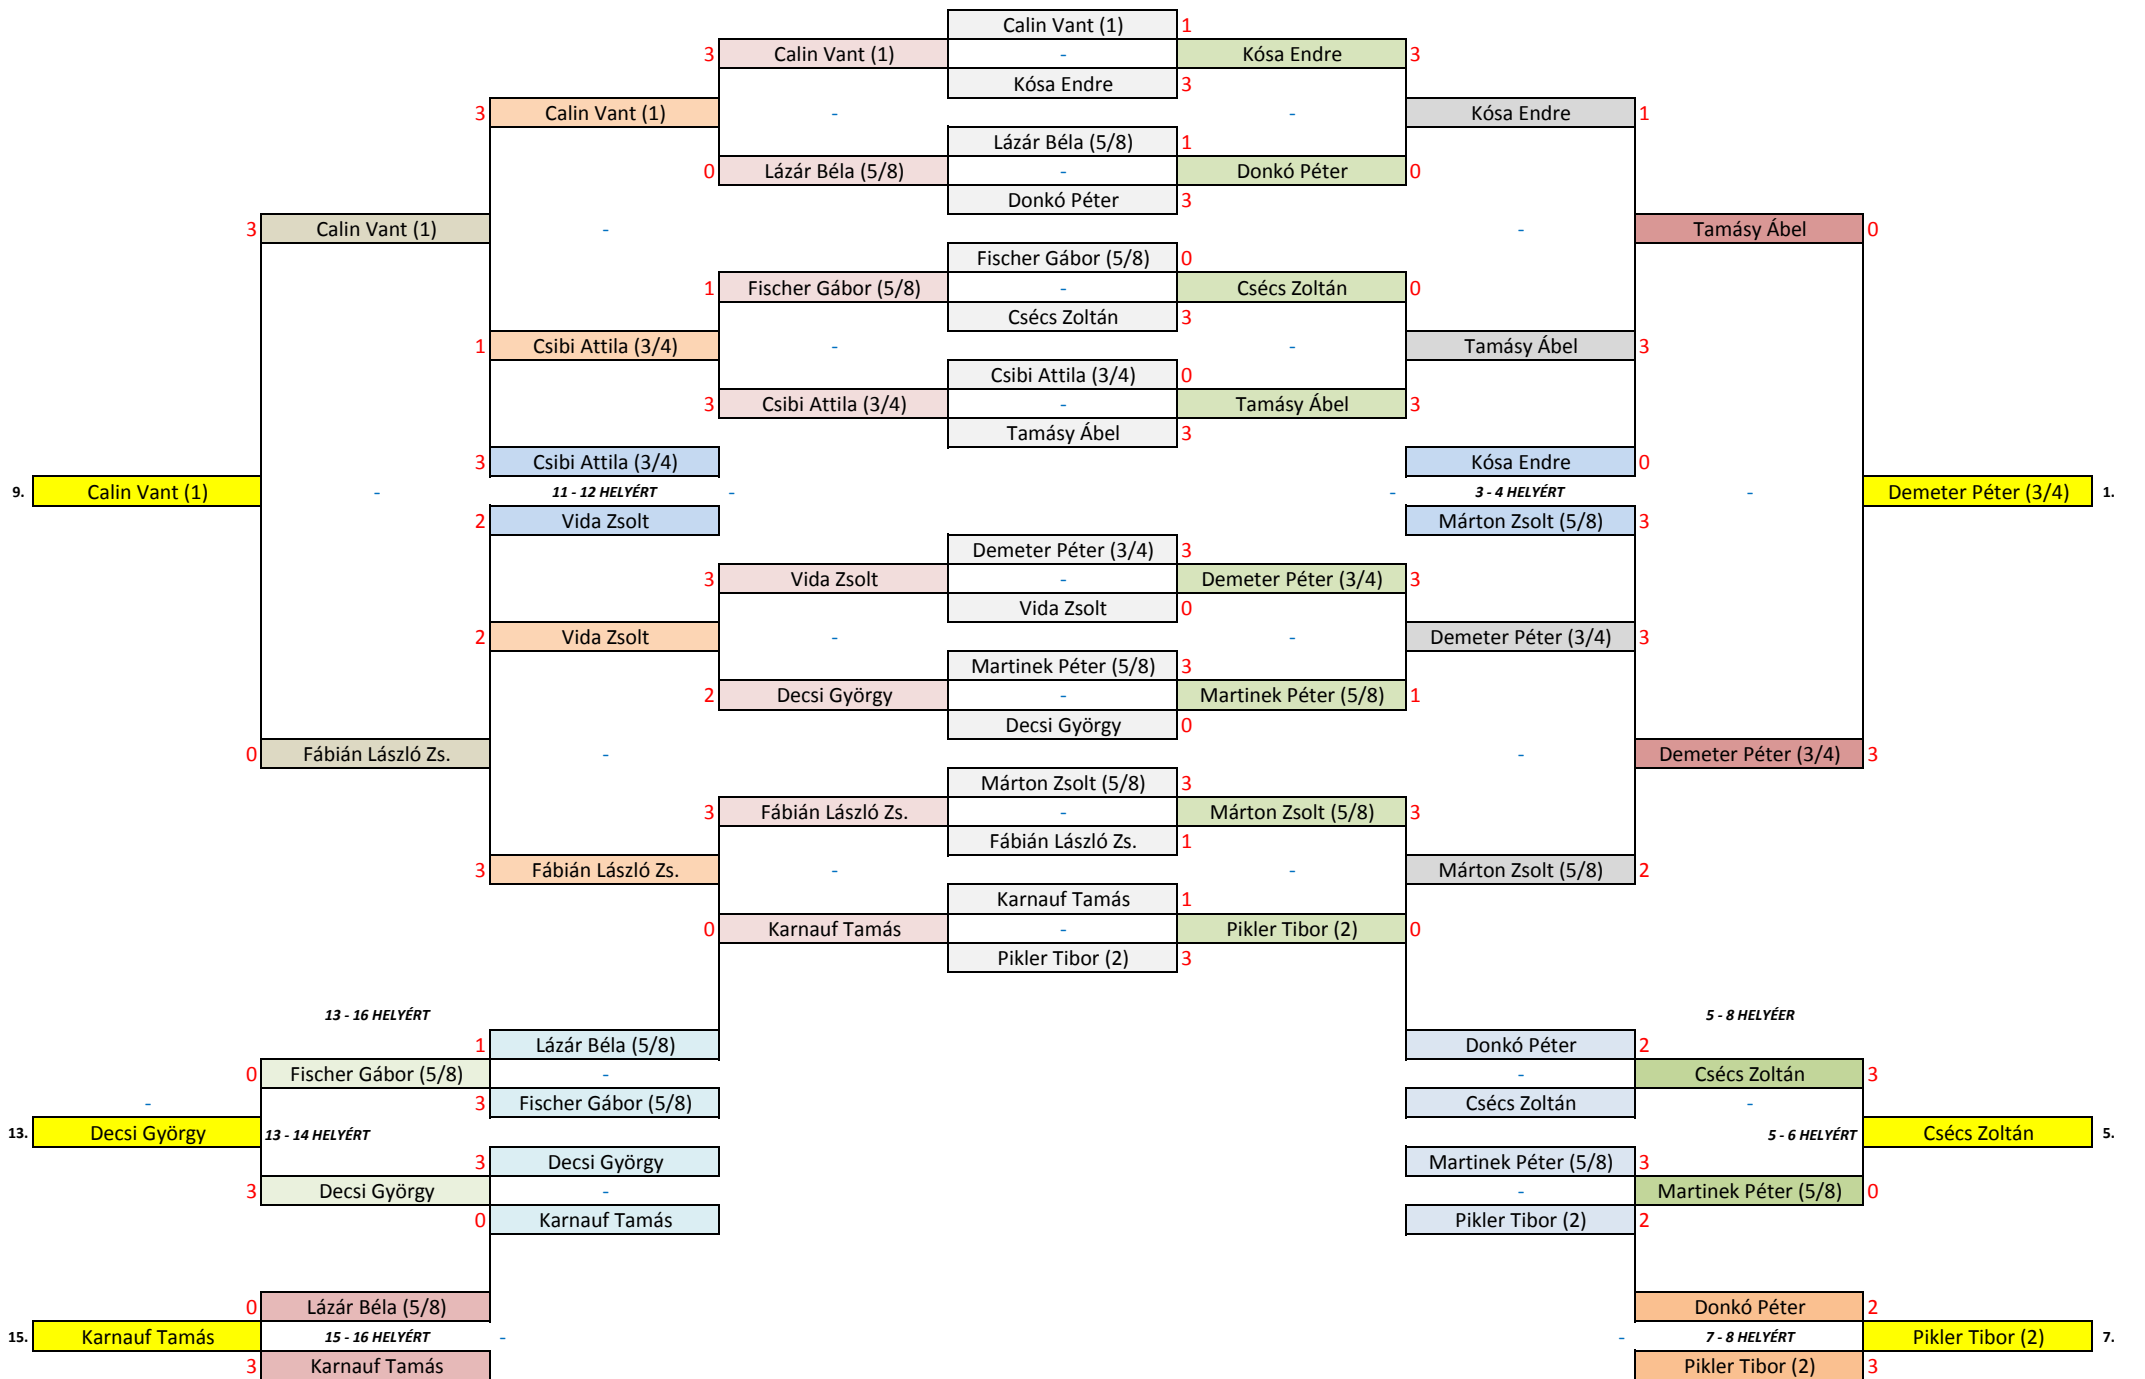 Calin Vant (1) 1
3 Calin Vant (1) - Kósa Endre 3
Kósa Endre 3
3 Calin Vant (1) - - Kósa Endre 1
Lázár Béla (5/8) 1
0 Lázár Béla (5/8) - Donkó Péter 0
Donkó Péter 3
3 Calin Vant (1) - - Tamásy Ábel 0
Fischer Gábor (5/8) 0
1 Fischer Gábor (5/8) - Csécs Zoltán 0
Csécs Zoltán 3
1 Csibi Attila (3/4) - - Tamásy Ábel 3
Csibi Attila (3/4) 0
3 Csibi Attila (3/4) - Tamásy Ábel 3
Tamásy Ábel 3
3 Csibi Attila (3/4) Kósa Endre 0
9. Calin Vant (1) - 11 - 12 HELYÉRT - - 3 - 4 HELYÉRT - Demeter Péter (3/4) 1.
2 Vida Zsolt Márton Zsolt (5/8) 3
Demeter Péter (3/4) 3
3 Vida Zsolt - Demeter Péter (3/4) 3
Vida Zsolt 0
2 Vida Zsolt - - Demeter Péter (3/4) 3
Martinek Péter (5/8) 3
2 Decsi György - Martinek Péter (5/8) 1
Decsi György 0
0 Fábián László Zs. - - Demeter Péter (3/4) 3
Márton Zsolt (5/8) 3
3 Fábián László Zs. - Márton Zsolt (5/8) 3
Fábián László Zs. 1
3 Fábián László Zs. - - Márton Zsolt (5/8) 2
Karnauf Tamás 1
0 Karnauf Tamás - Pikler Tibor (2) 0
Pikler Tibor (2) 3
13 - 16 HELYÉRT 5 - 8 HELYÉER
1 Lázár Béla (5/8) Donkó Péter 2
0 Fischer Gábor (5/8) - - Csécs Zoltán 3
- 3 Fischer Gábor (5/8) Csécs Zoltán -
13. Decsi György 13 - 14 HELYÉRT 5 - 6 HELYÉRT Csécs Zoltán 5.
3 Decsi György Martinek Péter (5/8) 3
3 Decsi György - - Martinek Péter (5/8) 0
0 Karnauf Tamás Pikler Tibor (2) 2
0 Lázár Béla (5/8) Donkó Péter 2
15. Karnauf Tamás 15 - 16 HELYÉRT - - 7 - 8 HELYÉRT Pikler Tibor (2) 7.
3 Karnauf Tamás Pikler Tibor (2) 3